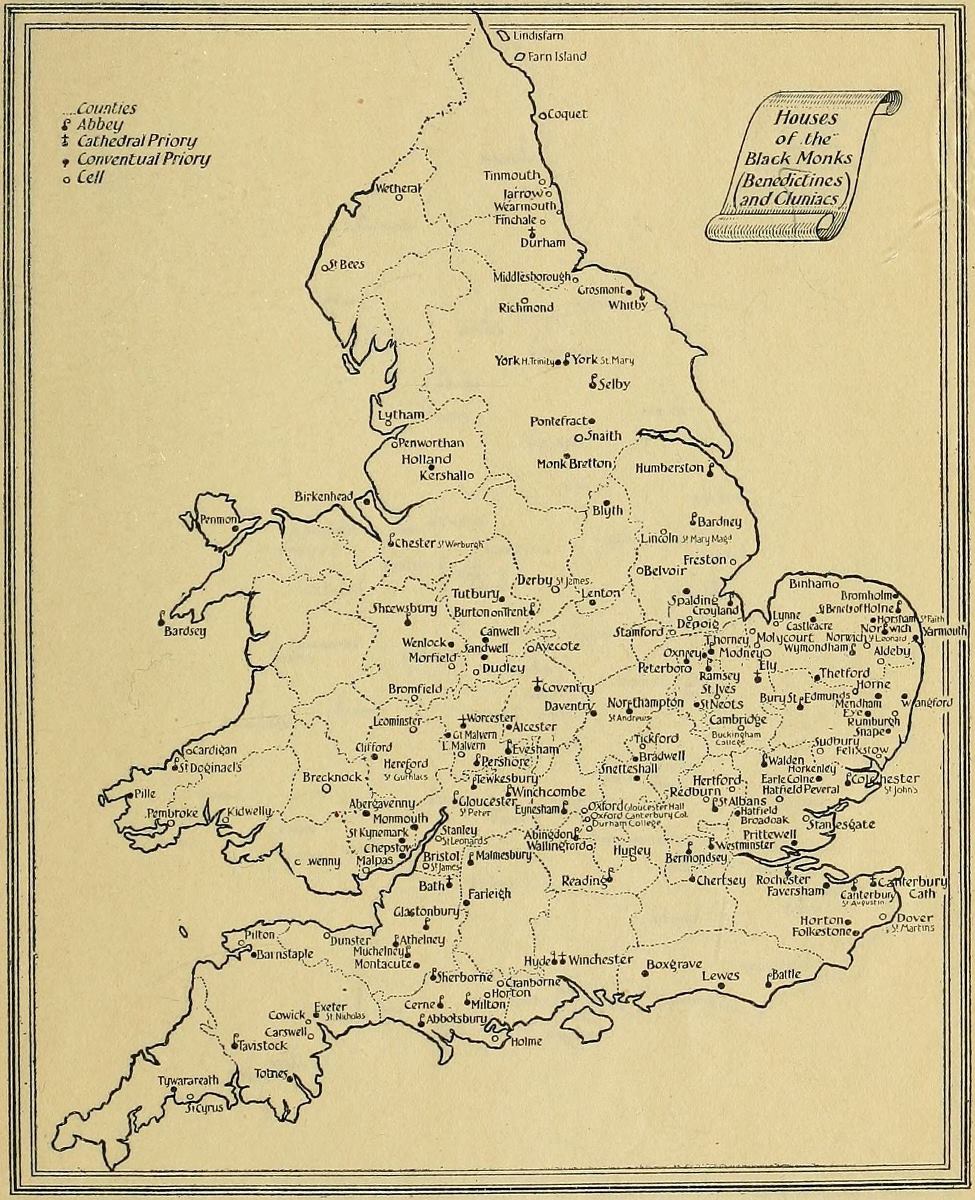 Lindisfarn
Farn Island
Counties
Abbey
Cathedral Priory
Conventual Priory
Cell
Houses
of the
Black Monks
(Benedictines
and Cluniacs)
Coquet
Wetheral
Tinmouth
Jarrow
Wearmouth
Finchale
Durham
St Bees
Middlesborough
Grosmont
Whitby
Richmond
York H. Trinity
York St. Mary
Selby
Lytham
Pontefract
Snaith
Penwortham
Holland
Kershall
Monk Bretton
Humberston
Birkenhead
Penmon
Blyth
Bardney
Chester St Werburgh
Lincoln St Mary Magd
Freston
Belvoir
Derby St James
Binham
Bromholm
Tutbury
Lenton
Spalding
Croyland
St Benets of Holne
Shrewsbury
Burton on Trent
Lynne
Castleacre
Horsham St Faith
Bardsey
Depoig
Stamford
Norwich
Yarmouth
Canwell
Wenlock
Sandwell
Avecote
Thorney
Molycourt
Norwich St Leonard
Morfield
Dudley
Oxney
Modney
Wymondham
Aldeby
Peterboro
Ely
Ramsey
Thetford
Bromfield
Coventry
St Ives
Horne
Daventry
Northampton
St Andrews
St Neots
Bury St Edmunds
Mendham
Wangford
Leominster
Worcester
Alcester
Cambridge
Buckingham
College
Eye
Rumburgh
Snape
Gt Malvern
L. Malvern
Tickford
Sudbury
Felixstow
Cardigan
Clifford
Evesham
Bradwell
Walden
Horkenley
St Dogmael's
Hereford
St Guthlacs
Pershore
Snetteshall
Hertford
Earle Colne
Colchester
St John's
Brecknock
Tewkesbury
Redburn
Hatfield Peveral
Pille
Winchcombe
St Albans
Abergavenny
Gloucester
St Peter
Eynesham
Oxford Gloucester Hall
Oxford Canterbury Col.
Durham College
Hatfield
Broadoak
Pembroke
Kidwelly
Monmouth
St Kynemark
Stanley
St Leonards
Abingdon
Wallingford
Prittewell
Stanesgate
Chepstow
Malpas
Bristol
St James
Malmesbury
Hurley
Bermondsey
Westminster
Bath
Reading
Chertsey
Rochester
Faversham
Canterbury
Cath
Canterbury
St Augustin
Farleigh
Glastonbury
Horton
Folkestone
Dover
St Martins
Pilton
Dunster
Athelney
Barnstaple
Muchelney
Montacute
Hyde
Winchester
Boxgrave
Sherborne
Cranborne
Lewes
Battle
Horton
Cerne
Milton
Exeter
St. Nicholas
Cowick
Abbotsbury
Carswell
Holme
Tavistock
Totnes
Tywarareath
St Cyrus